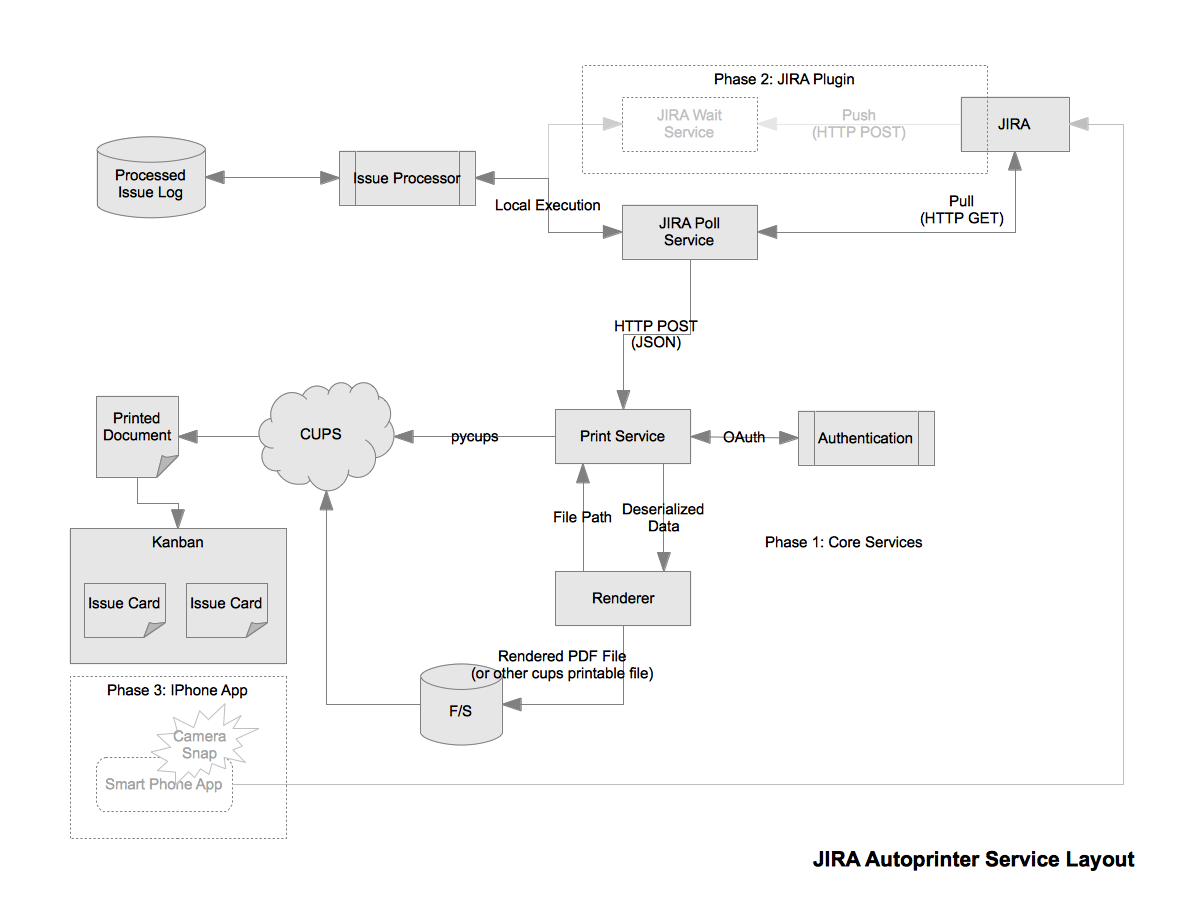 Phase 2: JIRA Plugin
JIRA Wait
Service
Push
(HTTP POST)
JIRA
Processed
Issue Log
Issue Processor
Local Execution
JIRA Poll
Service
Pull
(HTTP GET)
HTTP POST
(JSON)
Printed
Document
CUPS
pycups
Print Service
OAuth
Authentication
File Path
Deserialized
Data
Phase 1: Core Services
Kanban
Issue Card
Issue Card
Renderer
Rendered PDF File
(or other cups printable file)
F/S
Phase 3: IPhone App
Camera
Snap
Smart Phone App
JIRA Autoprinter Service Layout